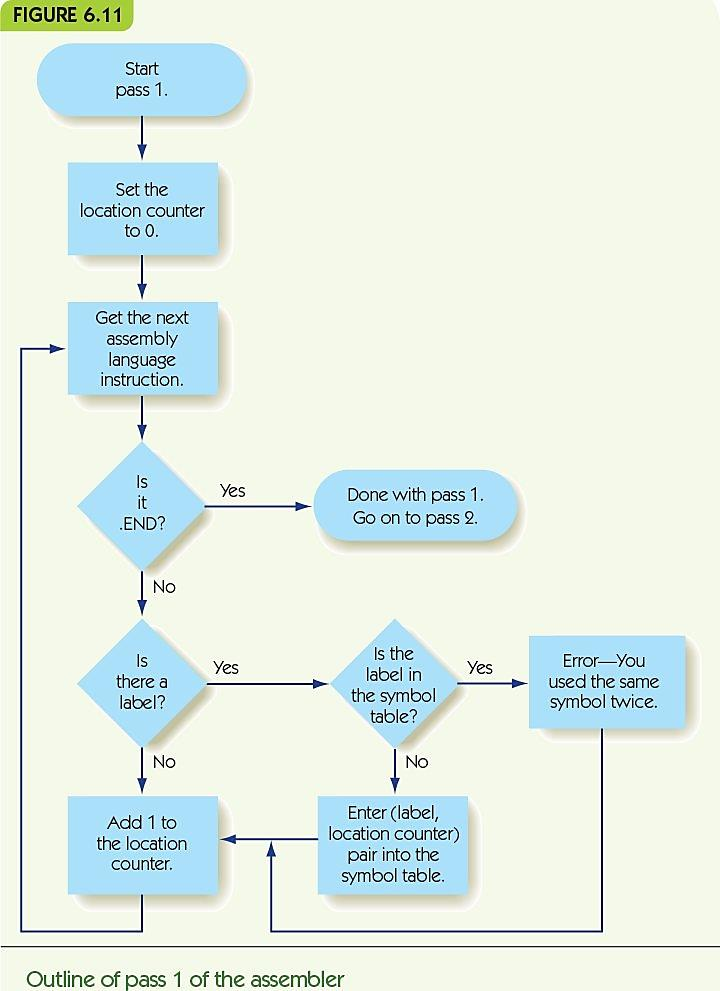 FIGURE 6.11
Start
pass 1.
Set the
location counter
to 0.
Get the next
assembly
language
instruction.
Is
it
.END?
Yes
Done with pass 1.
Go on to pass 2.
No
Is
there a
label?
Yes
Is the
label in
the symbol
table?
Yes
Error—You
used the same
symbol twice.
No
No
Add 1 to
the location
counter.
Enter (label,
location counter)
pair into the
symbol table.
Outline of pass 1 of the assembler